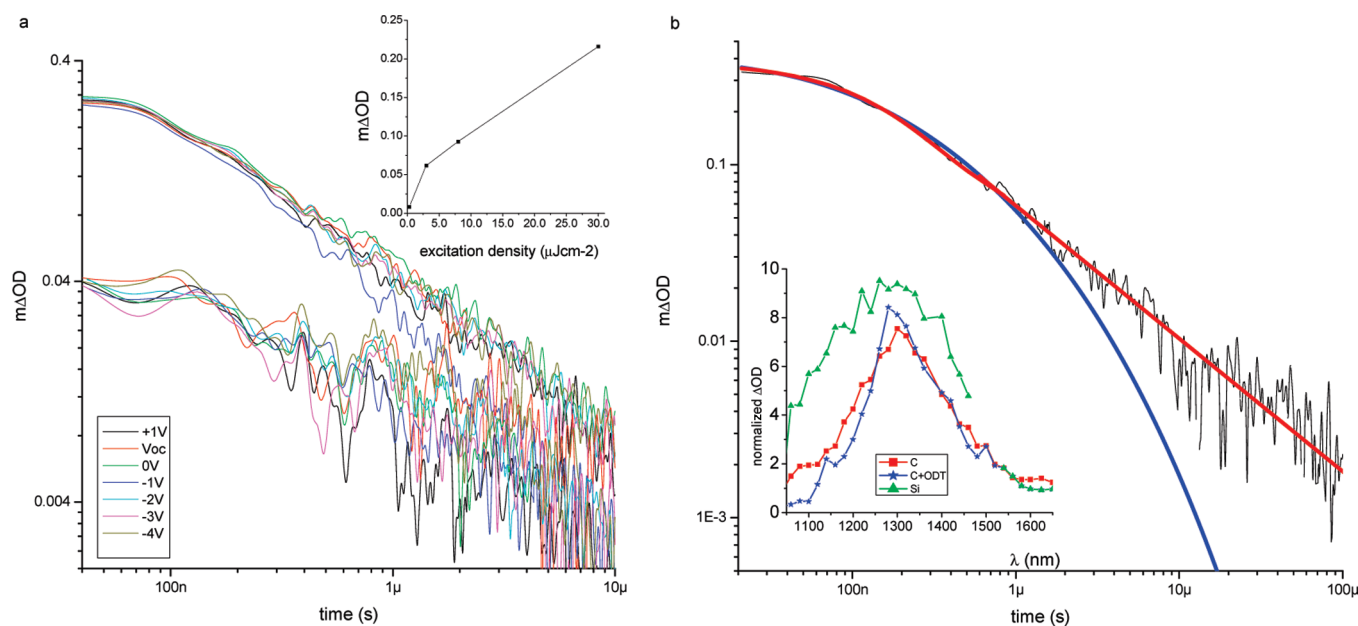 a
0.4
0.04
0.004
mΔOD
100n
1μ
10μ
time (s)
+1V
Voc
0V
-1V
-2V
-3V
-4V
0.25
0.20
0.15
0.10
0.05
0.00
mΔOD
0.0
5.0
10.0
15.0
20.0
25.0
30.0
excitation density (μJcm-2)
b
0.1
0.01
1E-3
mΔOD
100n
1μ
10μ
100μ
time (s)
10
8
6
4
2
0
normalized ΔOD
1100
1200
1300
1400
1500
1600
λ (nm)
C
C+ODT
Si